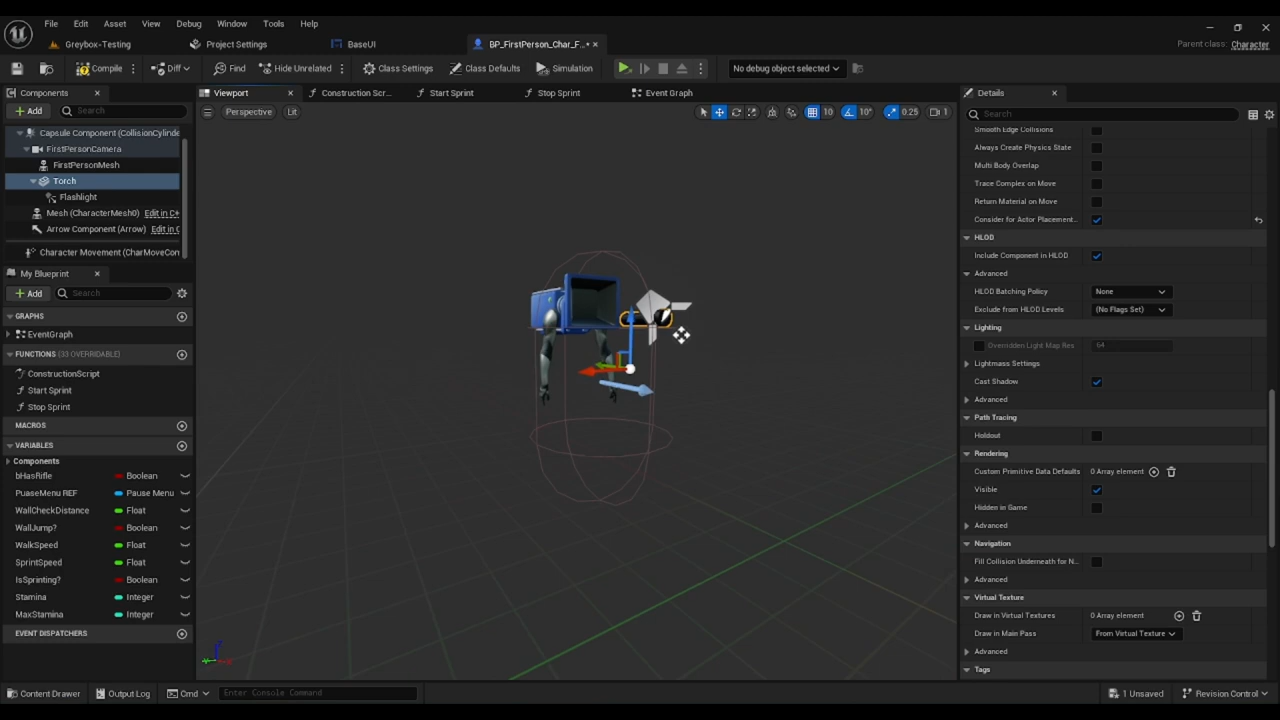 File Edit Asset View Debug Window Tools Help
Greybox-Testing Project Settings BaseUI BP_FirstPerson_Char_F...•
Parent class: Character
Compile Diff Find Hide Unrelated Class Settings Class Defaults Simulation No debug object selected
Components
Add Search
Capsule Component (CollisionCylinde
FirstPersonCamera
FirstPersonMesh
Torch
Flashlight
Mesh (CharacterMesh0) Edit in C+
Arrow Component (Arrow) Edit in C
Character Movement (CharMoveCon
My Blueprint
Add Search
GRAPHS
EventGraph
FUNCTIONS (33 OVERRIDABLE)
ConstructionScript
Start Sprint
Stop Sprint
MACROS
VARIABLES
Components
bHasRifle Boolean
PuaseMenu REF Pause Menu
WallCheckDistance Float
WallJump? Boolean
WalkSpeed Float
SprintSpeed Float
IsSprinting? Boolean
Stamina Integer
MaxStamina Integer
EVENT DISPATCHERS
Viewport Construction Scr... Start Sprint Stop Sprint Event Graph
Perspective Lit 10 10° 0.25 1
Details
Search
Smooth Edge Collisions
Always Create Physics State
Multi Body Overlap
Trace Complex on Move
Return Material on Move
Consider for Actor Placement...
HLOD
Include Component in HLOD
Advanced
HLOD Batching Policy None
Exclude from HLOD Levels (No Flags Set)
Lighting
Overridden Light Map Res 64
Lightmass Settings
Cast Shadow
Advanced
Path Tracing
Holdout
Rendering
Custom Primitive Data Defaults 0 Array element
Visible
Hidden in Game
Advanced
Navigation
Fill Collision Underneath for N...
Advanced
Virtual Texture
Draw in Virtual Textures 0 Array element
Draw in Main Pass From Virtual Texture
Advanced
Tags
Content Drawer Output Log Cmd Enter Console Command 1 Unsaved Revision Control